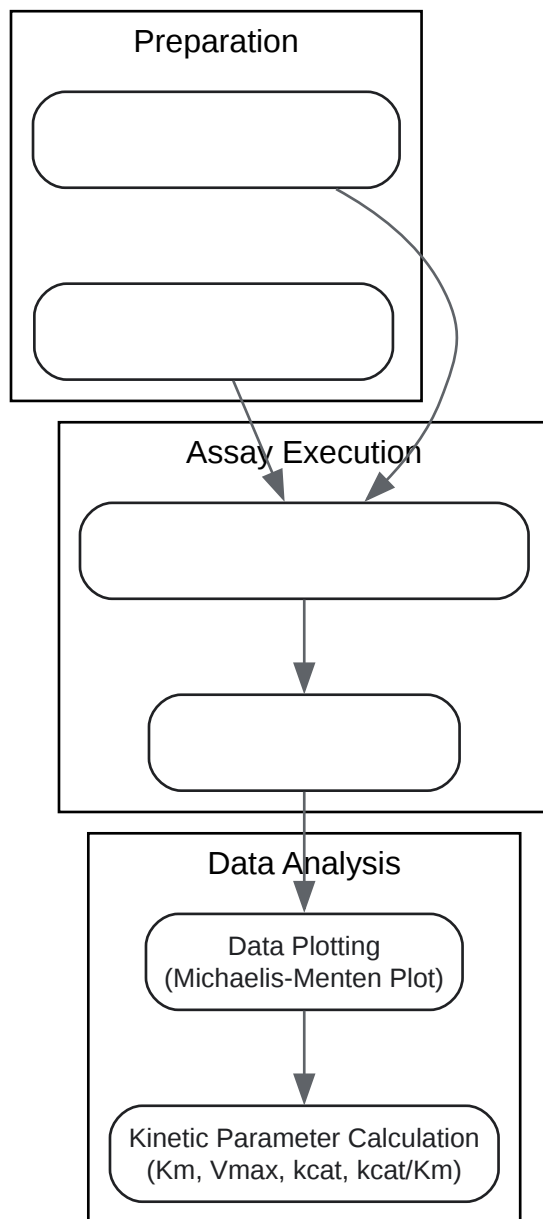 Preparation
Assay Execution
Data Analysis
Data Plotting
(Michaelis-Menten Plot)
Kinetic Parameter Calculation
(Km, Vmax, kcat, kcat/Km)